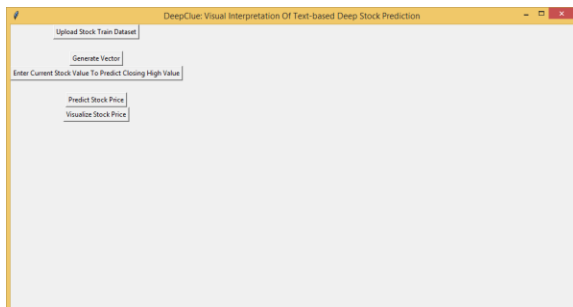 DeepClue: Visual Interpretation Of Text-based Deep Stock Prediction
Upload Stock Train Dataset
Generate Vector
Enter Current Stock Value To Predict Closing High Value
Predict Stock Price
Visualize Stock Price